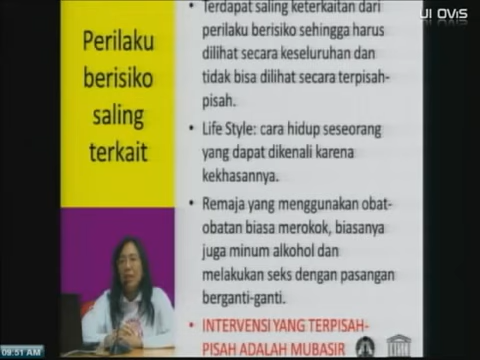 UI OViS
Perilaku
berisiko
saling
terkait
• Terdapat saling keterkaitan dari
perilaku berisiko sehingga harus
dilihat secara keseluruhan dan
tidak bisa dilihat secara terpisah-
pisah.
• Life Style: cara hidup seseorang
yang dapat dikenali karena
kekhasannya.
• Remaja yang menggunakan obat-
obatan biasa merokok, biasanya
juga minum alkohol dan
melakukan seks dengan pasangan
berganti-ganti.
• INTERVENSI YANG TERPISAH-
PISAH ADALAH MUBASIR
09:51 AM